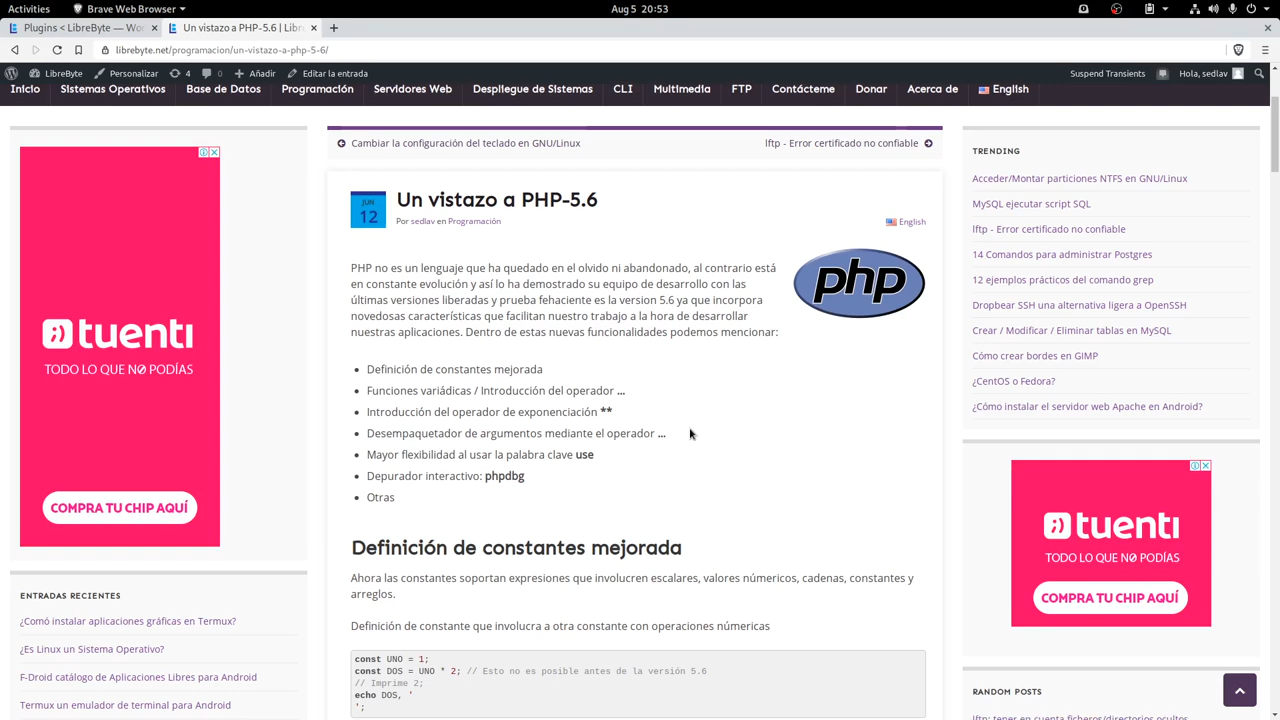 Activities
Brave Web Browser
Aug 5 20:53
Plugins < LibreByte — Wo
Un vistazo a PHP-5.6 | Libr
librebyte.net/programacion/un-vistazo-a-php-5-6/
LibreByte
Personalizar
4
0
Añadir
Editar la entrada
Suspend Transients
Hola, sedlav
Inicio
Sistemas Operativos
Base de Datos
Programación
Servidores Web
Despliegue de Sistemas
CLI
Multimedia
FTP
Contácteme
Donar
Acerca de
English
tuenti
TODO LO QUE NØ PODÍAS
COMPRA TU CHIP AQUÍ
ENTRADAS RECIENTES
¿Comó instalar aplicaciones gráficas en Termux?
¿Es Linux un Sistema Operativo?
F-Droid catálogo de Aplicaciones Libres para Android
Termux un emulador de terminal para Android
Cambiar la configuración del teclado en GNU/Linux
lftp - Error certificado no confiable
JUN
12
Un vistazo a PHP-5.6
Por sedlav en Programación
English
php
PHP no es un lenguaje que ha quedado en el olvido ni abandonado, al contrario está
en constante evolución y así lo ha demostrado su equipo de desarrollo con las
últimas versiones liberadas y prueba fehaciente es la version 5.6 ya que incorpora
novedosas características que facilitan nuestro trabajo a la hora de desarrollar
nuestras aplicaciones. Dentro de estas nuevas funcionalidades podemos mencionar:
Definición de constantes mejorada
Funciones variádicas / Introducción del operador ...
Introducción del operador de exponenciación **
Desempaquetador de argumentos mediante el operador ...
Mayor flexibilidad al usar la palabra clave use
Depurador interactivo: phpdbg
Otras
Definición de constantes mejorada
Ahora las constantes soportan expresiones que involucren escalares, valores númericos, cadenas, constantes y
arreglos.
Definición de constante que involucra a otra constante con operaciones númericas
const UNO = 1;
const DOS = UNO * 2; // Esto no es posible antes de la versión 5.6
// Imprime 2;
echo DOS, '
';
TRENDING
Acceder/Montar particiones NTFS en GNU/Linux
MySQL ejecutar script SQL
lftp - Error certificado no confiable
14 Comandos para administrar Postgres
12 ejemplos prácticos del comando grep
Dropbear SSH una alternativa ligera a OpenSSH
Crear / Modificar / Eliminar tablas en MySQL
Cómo crear bordes en GIMP
¿CentOS o Fedora?
¿Cómo instalar el servidor web Apache en Android?
tuenti
TODO LO QUE NØ PODÍAS
COMPRA TU CHIP AQUÍ
RANDOM POSTS
lftp: tener en cuenta ficheros/directorios ocultos